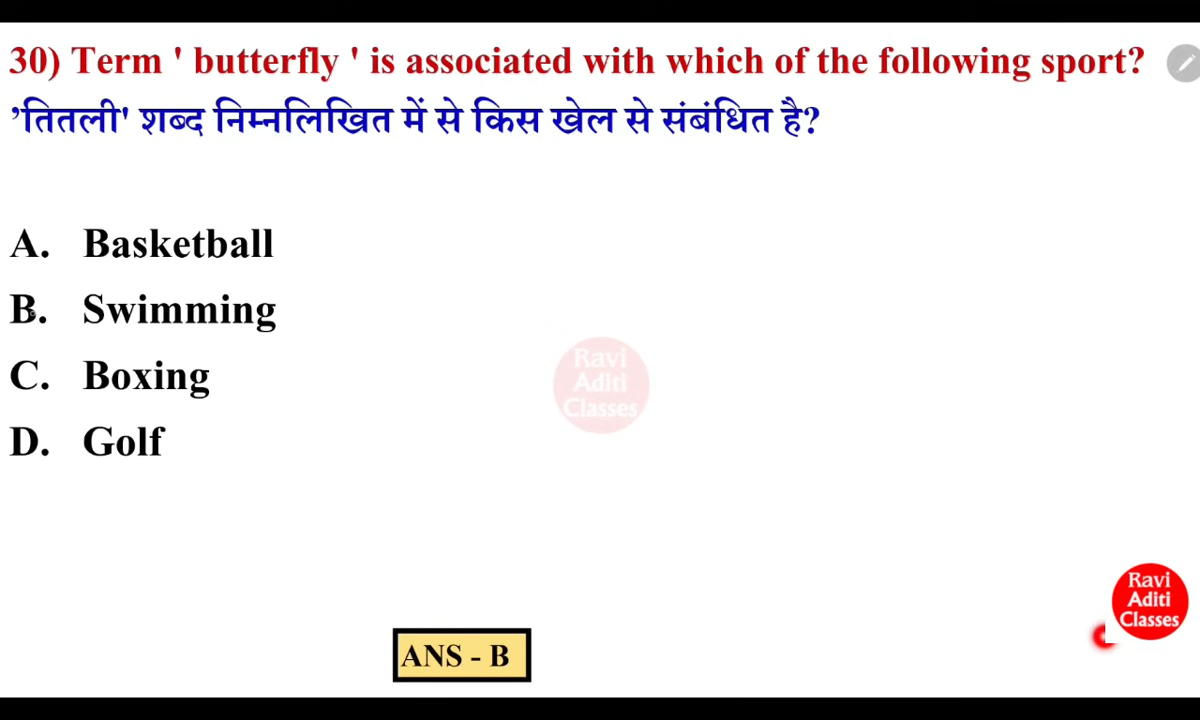 30) Term ' butterfly ' is associated with which of the following sport?
’तितली' शब्द निम्नलिखित में से किस खेल से संबंधित है?
A. Basketball
B. Swimming
C. Boxing
D. Golf
Ravi
Aditi
Classes
Ravi
Aditi
Classes
ANS - B